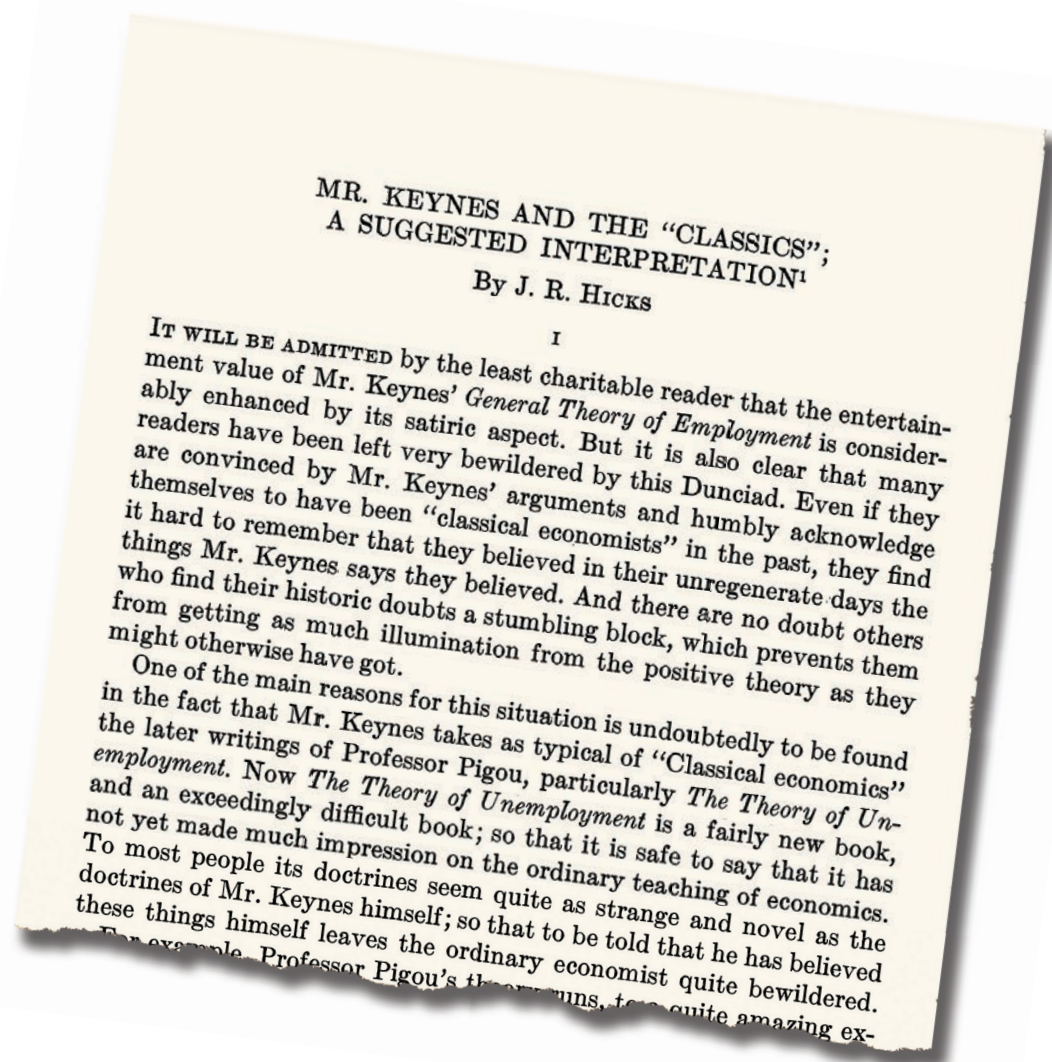 MR. KEYNES AND THE “CLASSICS”;
A SUGGESTED INTERPRETATION¹
By J. R. HICKS
I
IT WILL BE ADMITTED by the least charitable reader that the entertain-
ment value of Mr. Keynes’ General Theory of Employment is consider-
ably enhanced by its satiric aspect. But it is also clear that many
readers have been left very bewildered by this Dunciad. Even if they
are convinced by Mr. Keynes’ arguments and humbly acknowledge
themselves to have been “classical economists” in the past, they find
it hard to remember that they believed in their unregenerate days the
things Mr. Keynes says they believed. And there are no doubt others
who find their historic doubts a stumbling block, which prevents them
from getting as much illumination from the positive theory as they
might otherwise have got.
One of the main reasons for this situation is undoubtedly to be found
in the fact that Mr. Keynes takes as typical of “Classical economics”
the later writings of Professor Pigou, particularly The Theory of Un-
employment. Now The Theory of Unemployment is a fairly new book,
and an exceedingly difficult book; so that it is safe to say that it has
not yet made much impression on the ordinary teaching of economics.
To most people its doctrines seem quite as strange and novel as the
doctrines of Mr. Keynes himself; so that to be told that he has believed
these things himself leaves the ordinary economist quite bewildered.
For example, Professor Pigou’s theory runs, to a quite amazing ex-